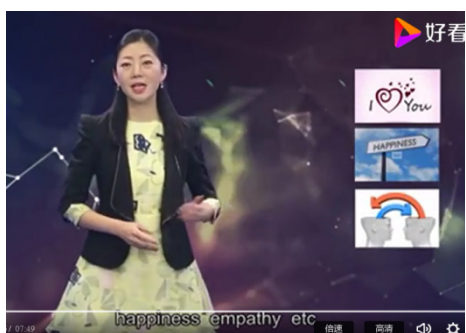 好看
I You
HAPPINESS
happiness empathy etc
/ 07:49 倍速 高清